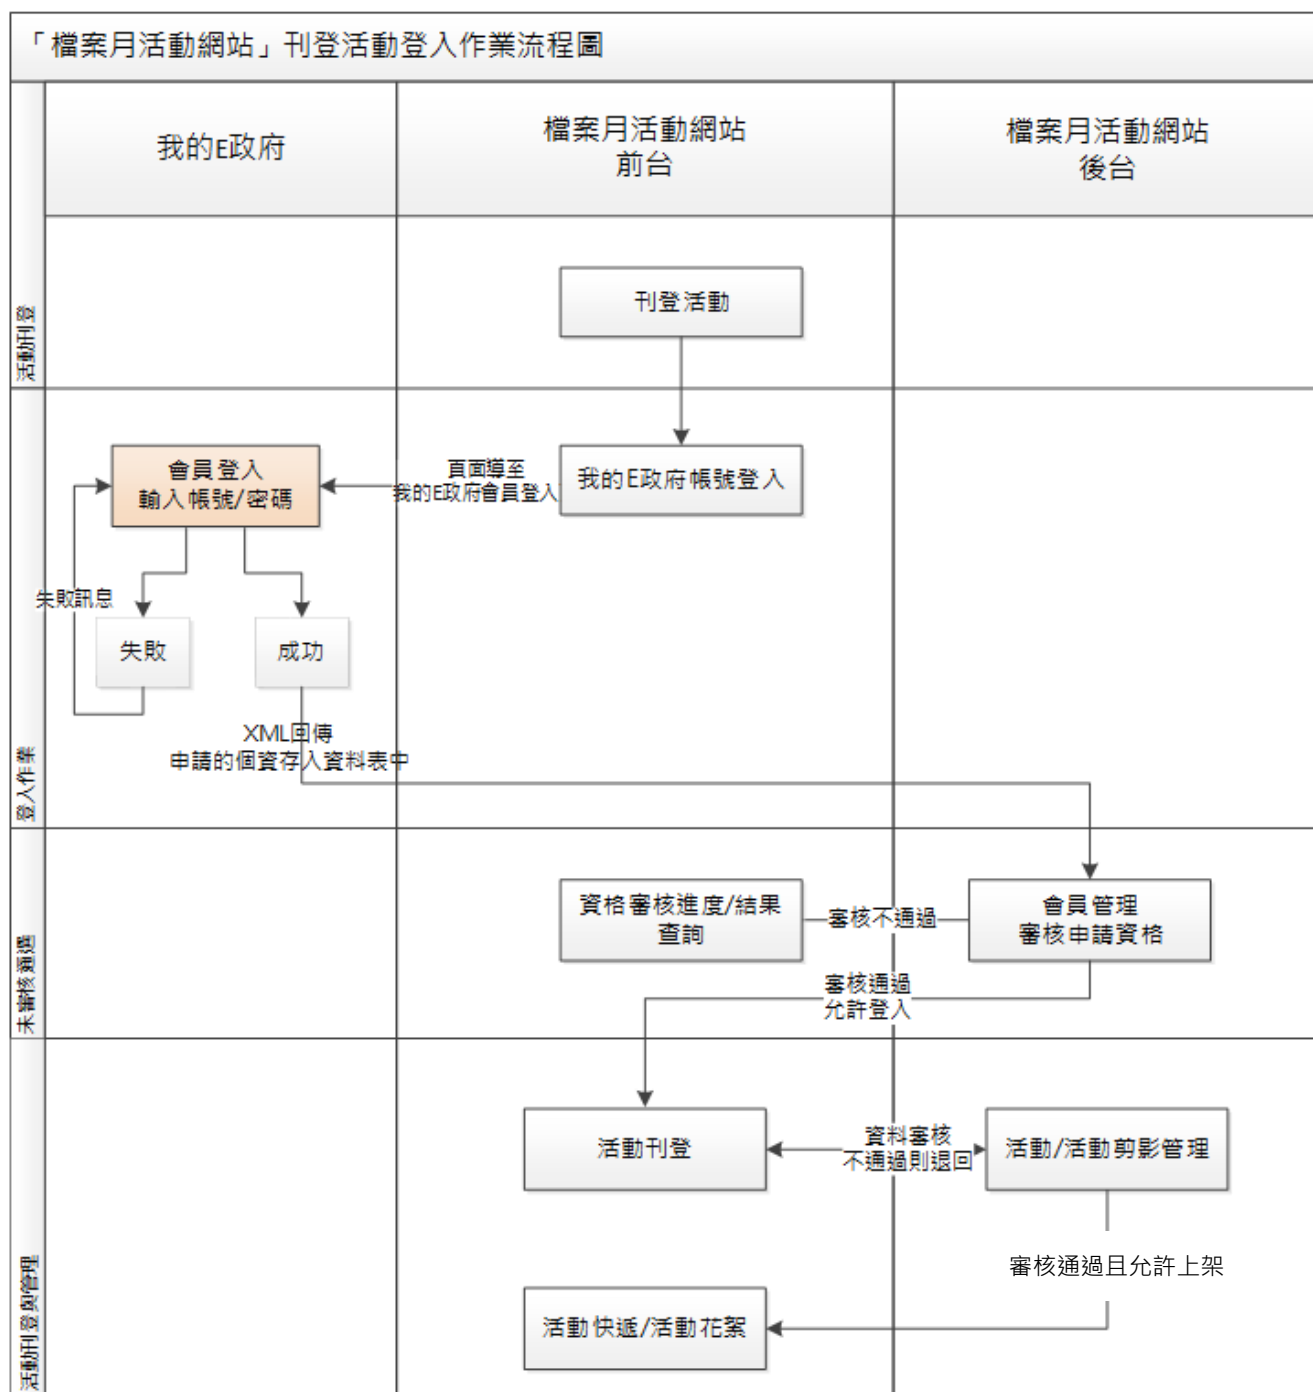 「檔案月活動網站」刊登活動登入作業流程圖
我的E政府
檔案月活動網站
前台
檔案月活動網站
後台
活動刊登
刊登活動
登入作業
會員登入
輸入帳號/密碼
頁面導至
我的E政府會員登入
我的E政府帳號登入
失敗訊息
失敗
成功
XML回傳
申請的個資存入資料表中
未審核通過
資格審核進度/結果
查詢
審核不通過
會員管理
審核申請資格
審核通過
允許登入
活動刊登與管理
活動刊登
資料審核
不通過則退回
活動/活動剪影管理
審核通過且允許上架
活動快遞/活動花絮